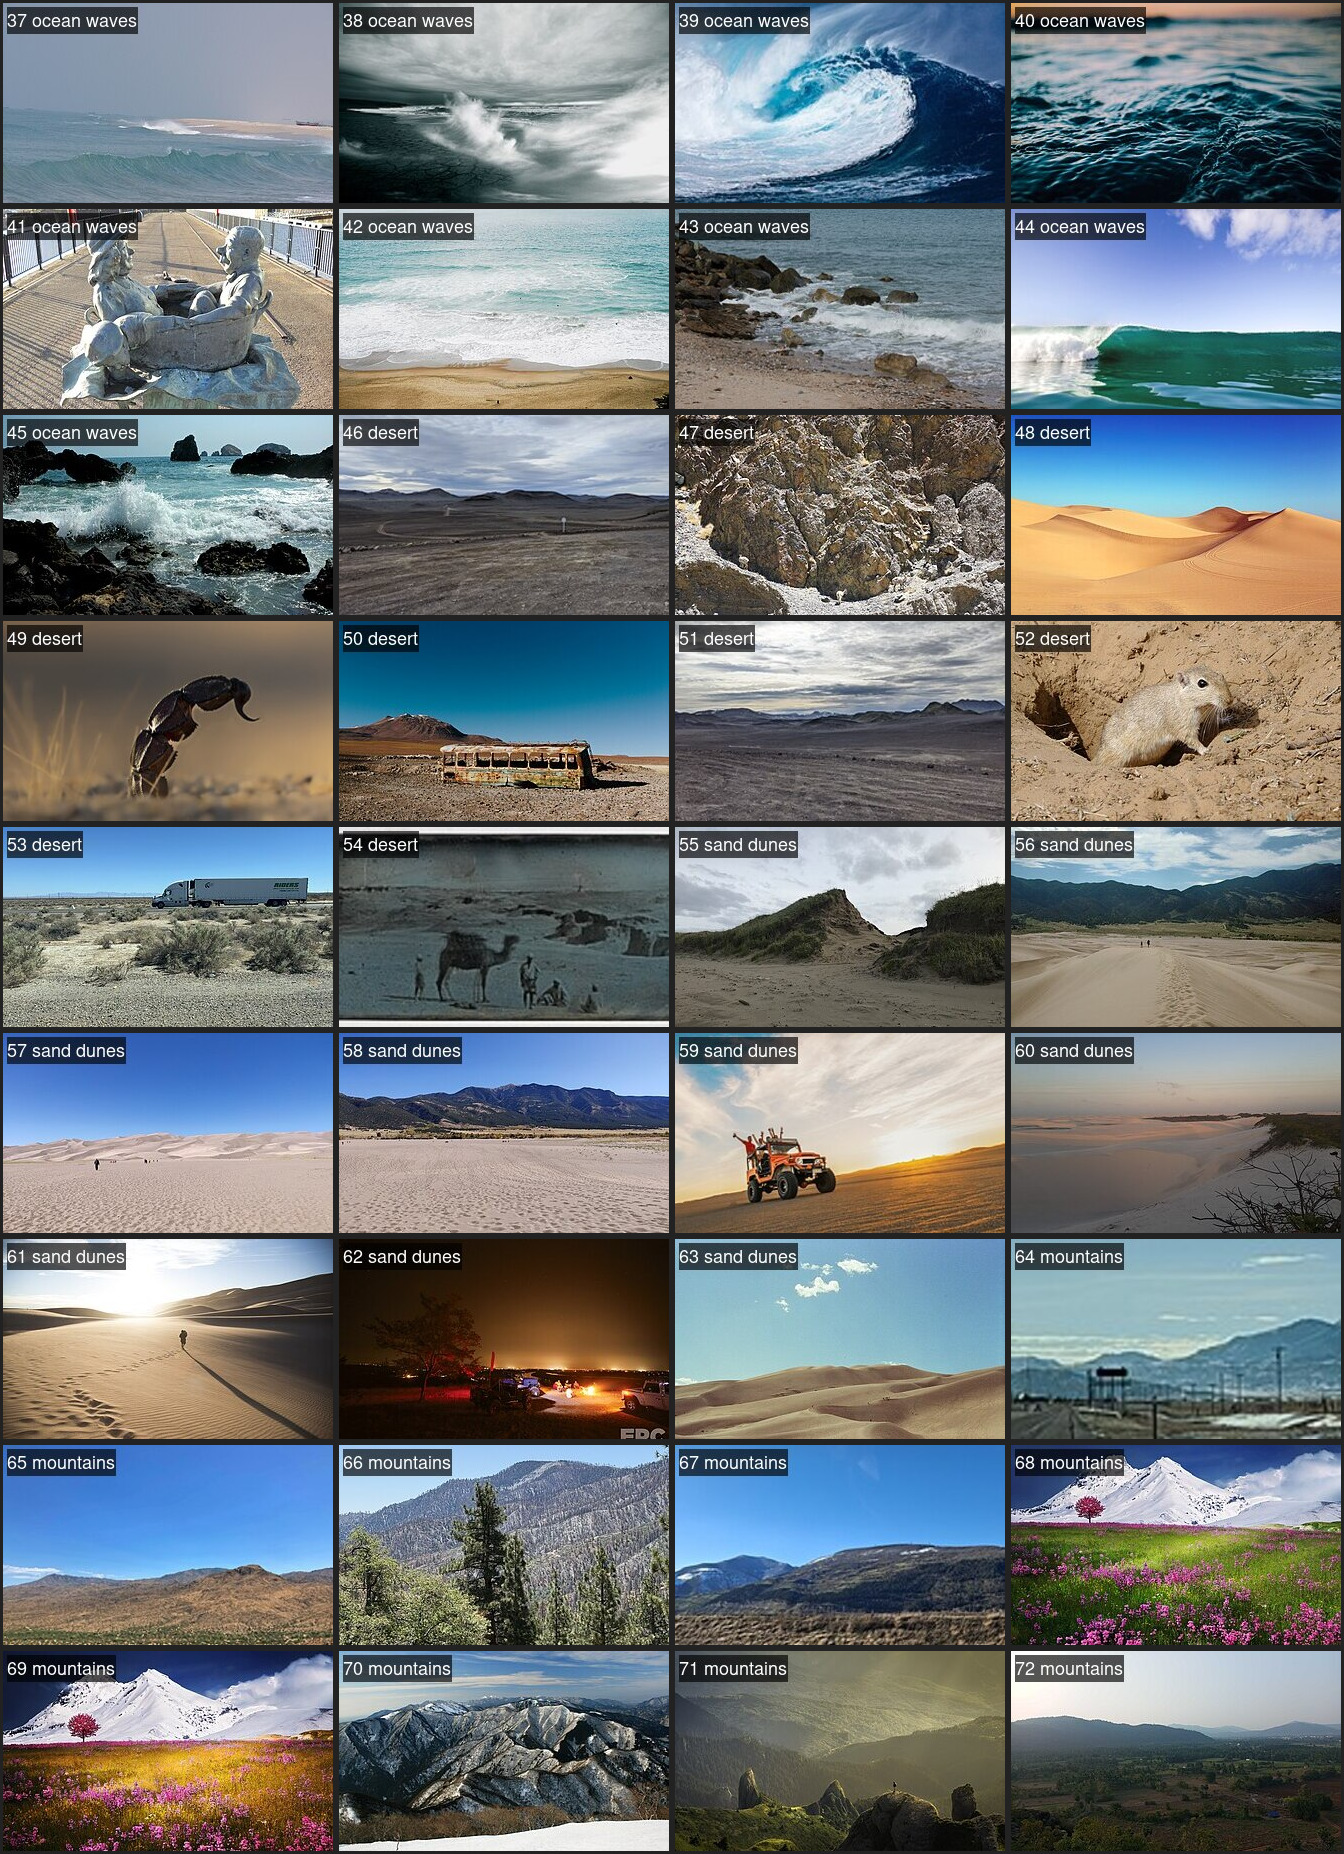 37 ocean waves
38 ocean waves
39 ocean waves
40 ocean waves
41 ocean waves
42 ocean waves
43 ocean waves
44 ocean waves
45 ocean waves
46 desert
47 desert
48 desert
49 desert
50 desert
51 desert
52 desert
53 desert
RIDERS
54 desert
55 sand dunes
56 sand dunes
57 sand dunes
58 sand dunes
59 sand dunes
60 sand dunes
61 sand dunes
62 sand dunes
63 sand dunes
64 mountains
65 mountains
66 mountains
67 mountains
68 mountains
69 mountains
70 mountains
71 mountains
72 mountains